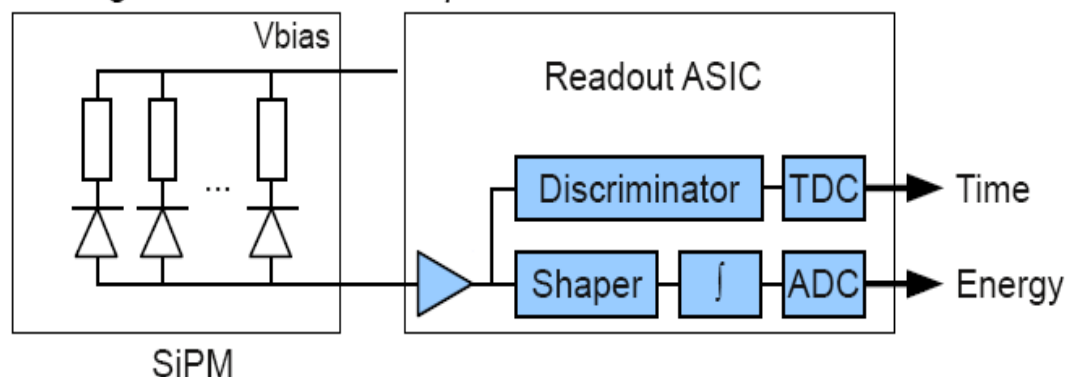 Vbias
Readout ASIC
...
Discriminator
TDC
Time
Shaper
∫
ADC
Energy
SiPM